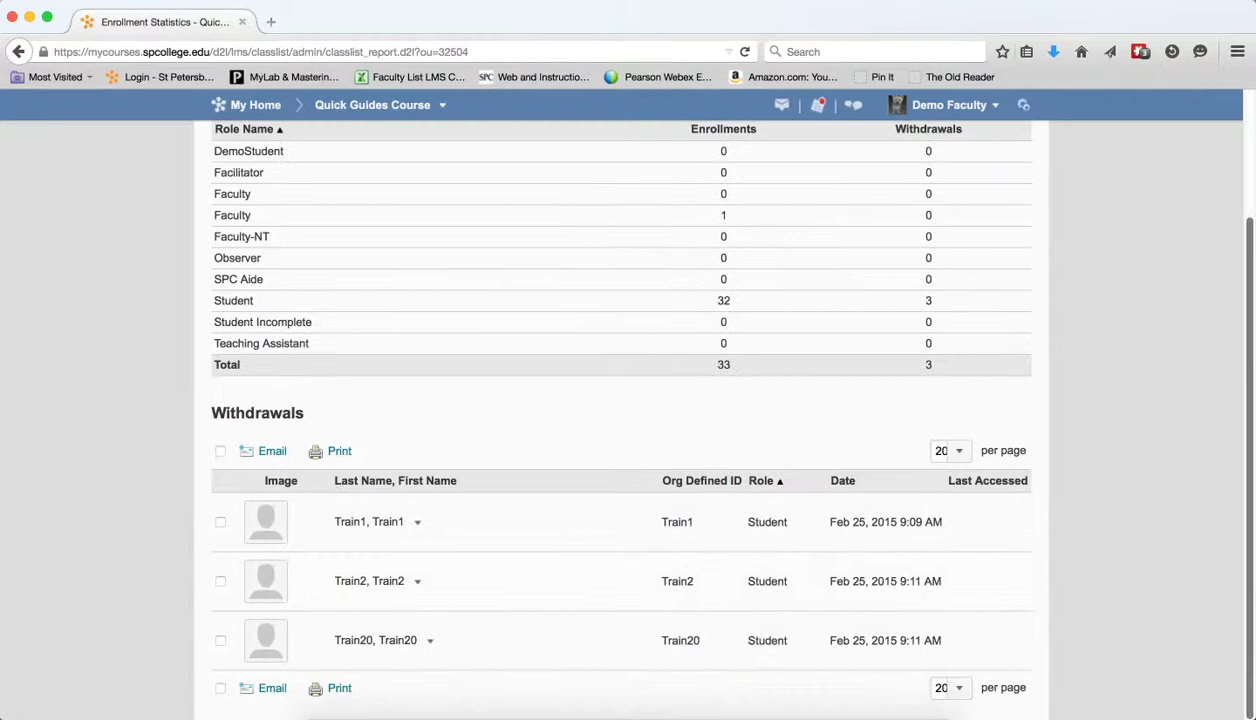 Enrollment Statistics - Quic...
https://mycourses.spcollege.edu/d2l/lms/classlist/admin/classlist_report.d2l?ou=32504
Search
Most Visited
Login - St Petersb...
MyLab & Mastering...
Faculty List LMS C...
SPC Web and Instructio...
Pearson Webex E...
Amazon.com: You...
Pin It
The Old Reader
My Home
Quick Guides Course
Demo Faculty
Role Name Enrollments Withdrawals
DemoStudent 0 0
Facilitator 0 0
Faculty 0 0
Faculty 1 0
Faculty-NT 0 0
Observer 0 0
SPC Aide 0 0
Student 32 3
Student Incomplete 0 0
Teaching Assistant 0 0
Total 33 3
Withdrawals
Email Print 20 per page
Image Last Name, First Name Org Defined ID Role Date Last Accessed
Train1, Train1 Train1 Student Feb 25, 2015 9:09 AM
Train2, Train2 Train2 Student Feb 25, 2015 9:11 AM
Train20, Train20 Train20 Student Feb 25, 2015 9:11 AM
Email Print 20 per page